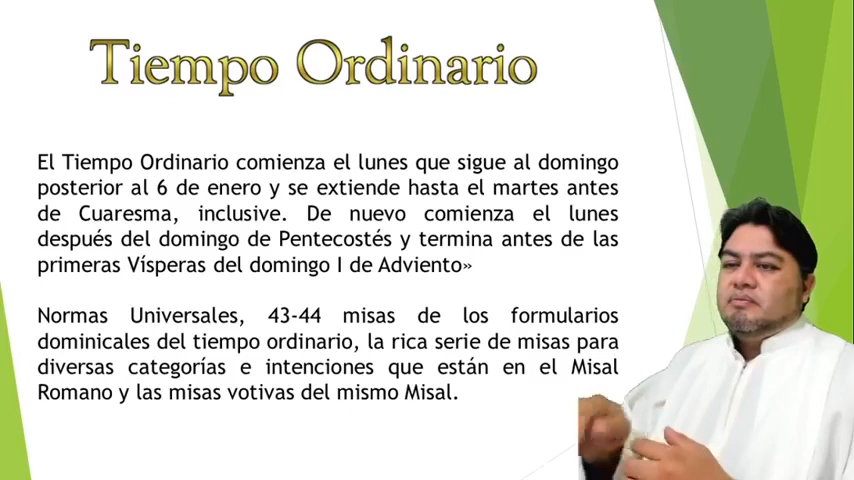 Tiempo Ordinario
El Tiempo Ordinario comienza el lunes que sigue al domingo
posterior al 6 de enero y se extiende hasta el martes antes
de Cuaresma, inclusive. De nuevo comienza el lunes
después del domingo de Pentecostés y termina antes de las
primeras Vísperas del domingo I de Adviento»
Normas Universales, 43-44 misas de los formularios
dominicales del tiempo ordinario, la rica serie de misas para
diversas categorías e intenciones que están en el Misal
Romano y las misas votivas del mismo Misal.